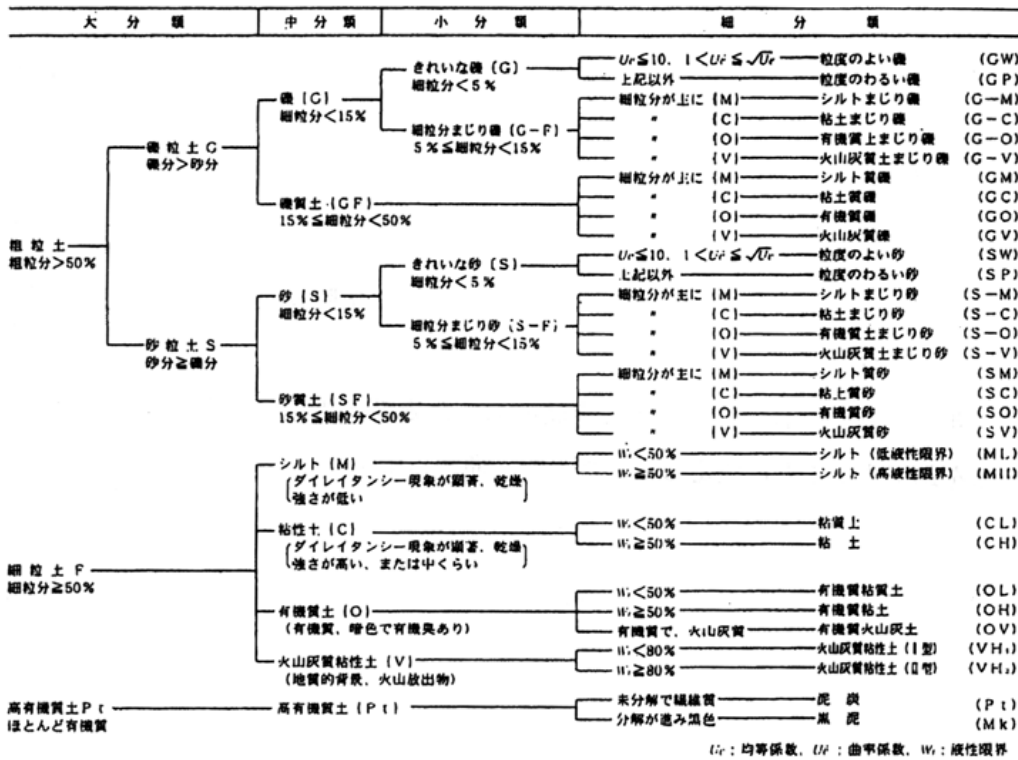 大分類 中分類 小分類 細分類
きれいな礫 (G) Uc≦10, 1<Uc'≦√Uc 粒度のよい礫 (GW)
細粒分<5% 上記以外 粒度のわるい礫 (GP)
礫 (G) 細粒分が主に (M) シルトまじり礫 (G-M)
細粒分<15% 〃 (C) 粘土まじり礫 (G-C)
細粒分まじり礫 (G-F) 〃 (O) 有機質上まじり礫 (G-O)
5%≦細粒分<15% 〃 (V) 火山灰質土まじり礫 (G-V)
礫粒土G 細粒分が主に (M) シルト質礫 (GM)
礫分>砂分 〃 (C) 粘土質礫 (GC)
礫質土 (GF) 〃 (O) 有機質礫 (GO)
15%≦細粒分<50% 〃 (V) 火山灰質礫 (GV)
粗粒土 きれいな砂 (S) Uc≦10, 1<Uc'≦√Uc 粒度のよい砂 (SW)
粗粒分>50% 細粒分<5% 上記以外 粒度のわるい砂 (SP)
砂 (S) 細粒分が主に (M) シルトまじり砂 (S-M)
細粒分<15% 〃 (C) 粘土まじり砂 (S-C)
細粒分まじり砂 (S-F) 〃 (O) 有機質土まじり砂 (S-O)
砂粒土S 5%≦細粒分<15% 〃 (V) 火山灰質土まじり砂 (S-V)
砂分≧礫分 細粒分が主に (M) シルト質砂 (SM)
砂質土 (SF) 〃 (C) 粘上質砂 (SC)
15%≦細粒分<50% 〃 (O) 有機質砂 (SO)
〃 (V) 火山灰質砂 (SV)
シルト (M) Wl<50% シルト (低液性限界) (ML)
(ダイレイタンシー現象が顕著、乾燥 Wl≧50% シルト (高液性限界) (MH)
強さが低い)
粘性土 (C) Wl<50% 粘質上 (CL)
(ダイレイタンシー現象が顕著、乾燥 Wl≧50% 粘土 (CH)
強さが高い、または中くらい)
細粒土F
細粒分≧50%
有機質土 (O) Wl<50% 有機質粘質土 (OL)
(有機質、暗色で有機臭あり) Wl≧50% 有機質粘土 (OH)
有機質で、火山灰質 有機質火山灰土 (OV)
火山灰質粘性土 (V) Wl<80% 火山灰質粘性上 (Ⅰ型) (VH₁)
(地質的背景、火山放出物) Wl≧80% 火山灰質粘性土 (Ⅱ型) (VH₂)
高有機質土Pt 高有機質土 (Pt) 未分解で繊維質 泥炭 (Pt)
ほとんど有機質 分解が進み黒色 黒泥 (Mk)
Uc：均等係数、Uc'：曲率係数、Wl：液性限界